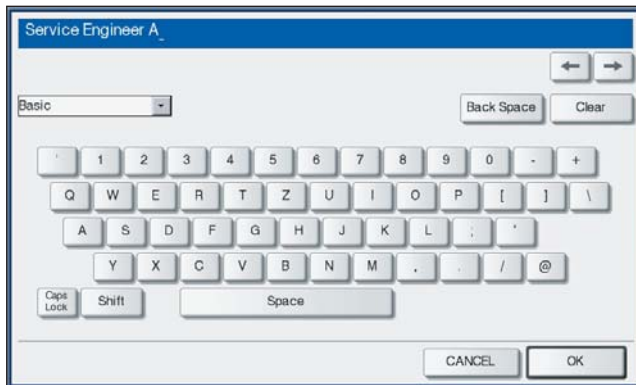 Service Engineer A_
← →
Basic Back Space Clear
' 1 2 3 4 5 6 7 8 9 0 - +
Q W E R T Z U I O P [ ] \
A S D F G H J K L ; '
Y X C V B N M , . / @
Caps Lock Shift Space
CANCEL OK